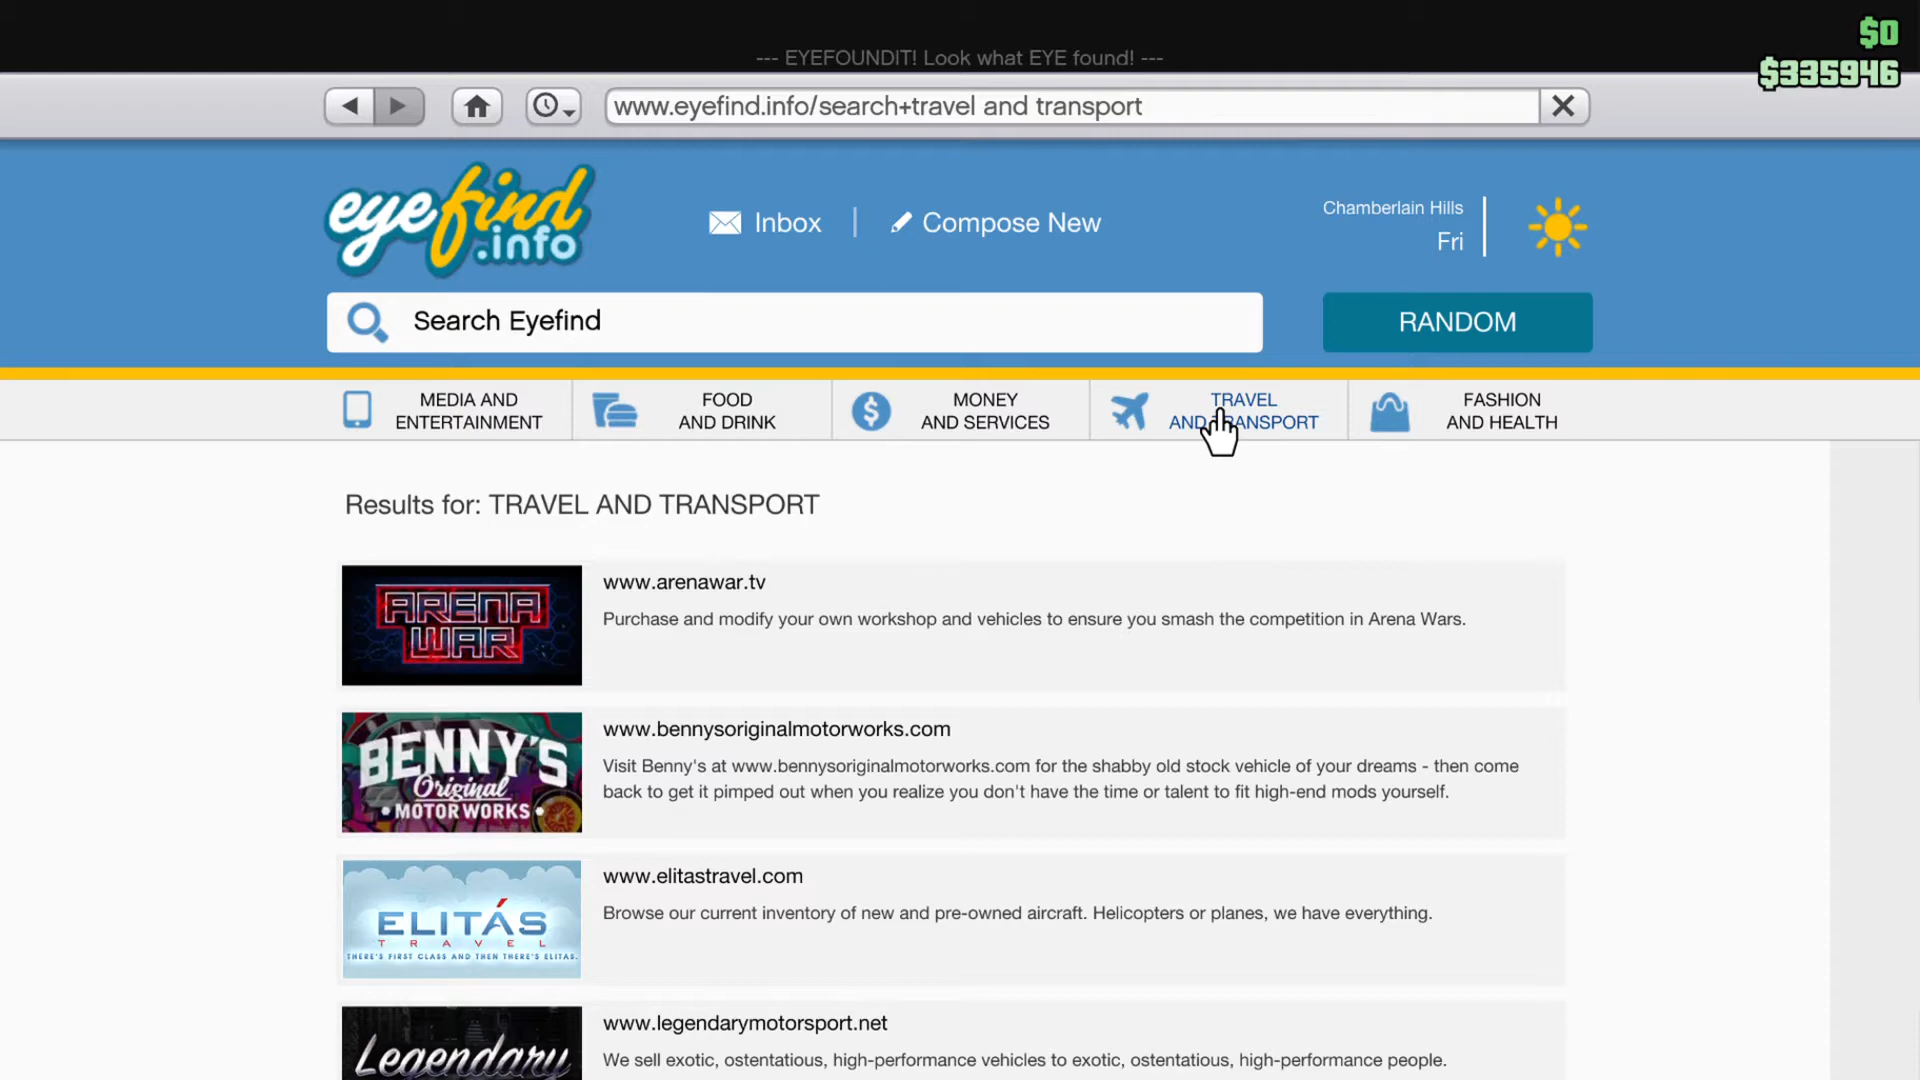 $0
--- EYEFOUNDIT! Look what EYE found! ---
$335946
www.eyefind.info/search+travel and transport
eyefind
.info
Inbox
Compose New
Chamberlain Hills
Fri
Search Eyefind
RANDOM
MEDIA AND
ENTERTAINMENT
FOOD
AND DRINK
MONEY
AND SERVICES
TRAVEL
AND TRANSPORT
FASHION
AND HEALTH
Results for: TRAVEL AND TRANSPORT
ARENA
WAR
www.arenawar.tv
Purchase and modify your own workshop and vehicles to ensure you smash the competition in Arena Wars.
BENNY'S
Original
MOTOR WORKS
www.bennysoriginalmotorworks.com
Visit Benny's at www.bennysoriginalmotorworks.com for the shabby old stock vehicle of your dreams - then come
back to get it pimped out when you realize you don't have the time or talent to fit high-end mods yourself.
ELITÁS
TRAVEL
THERE'S FIRST CLASS AND THEN THERE'S ELITAS.
www.elitastravel.com
Browse our current inventory of new and pre-owned aircraft. Helicopters or planes, we have everything.
Legendary
www.legendarymotorsport.net
We sell exotic, ostentatious, high-performance vehicles to exotic, ostentatious, high-performance people.